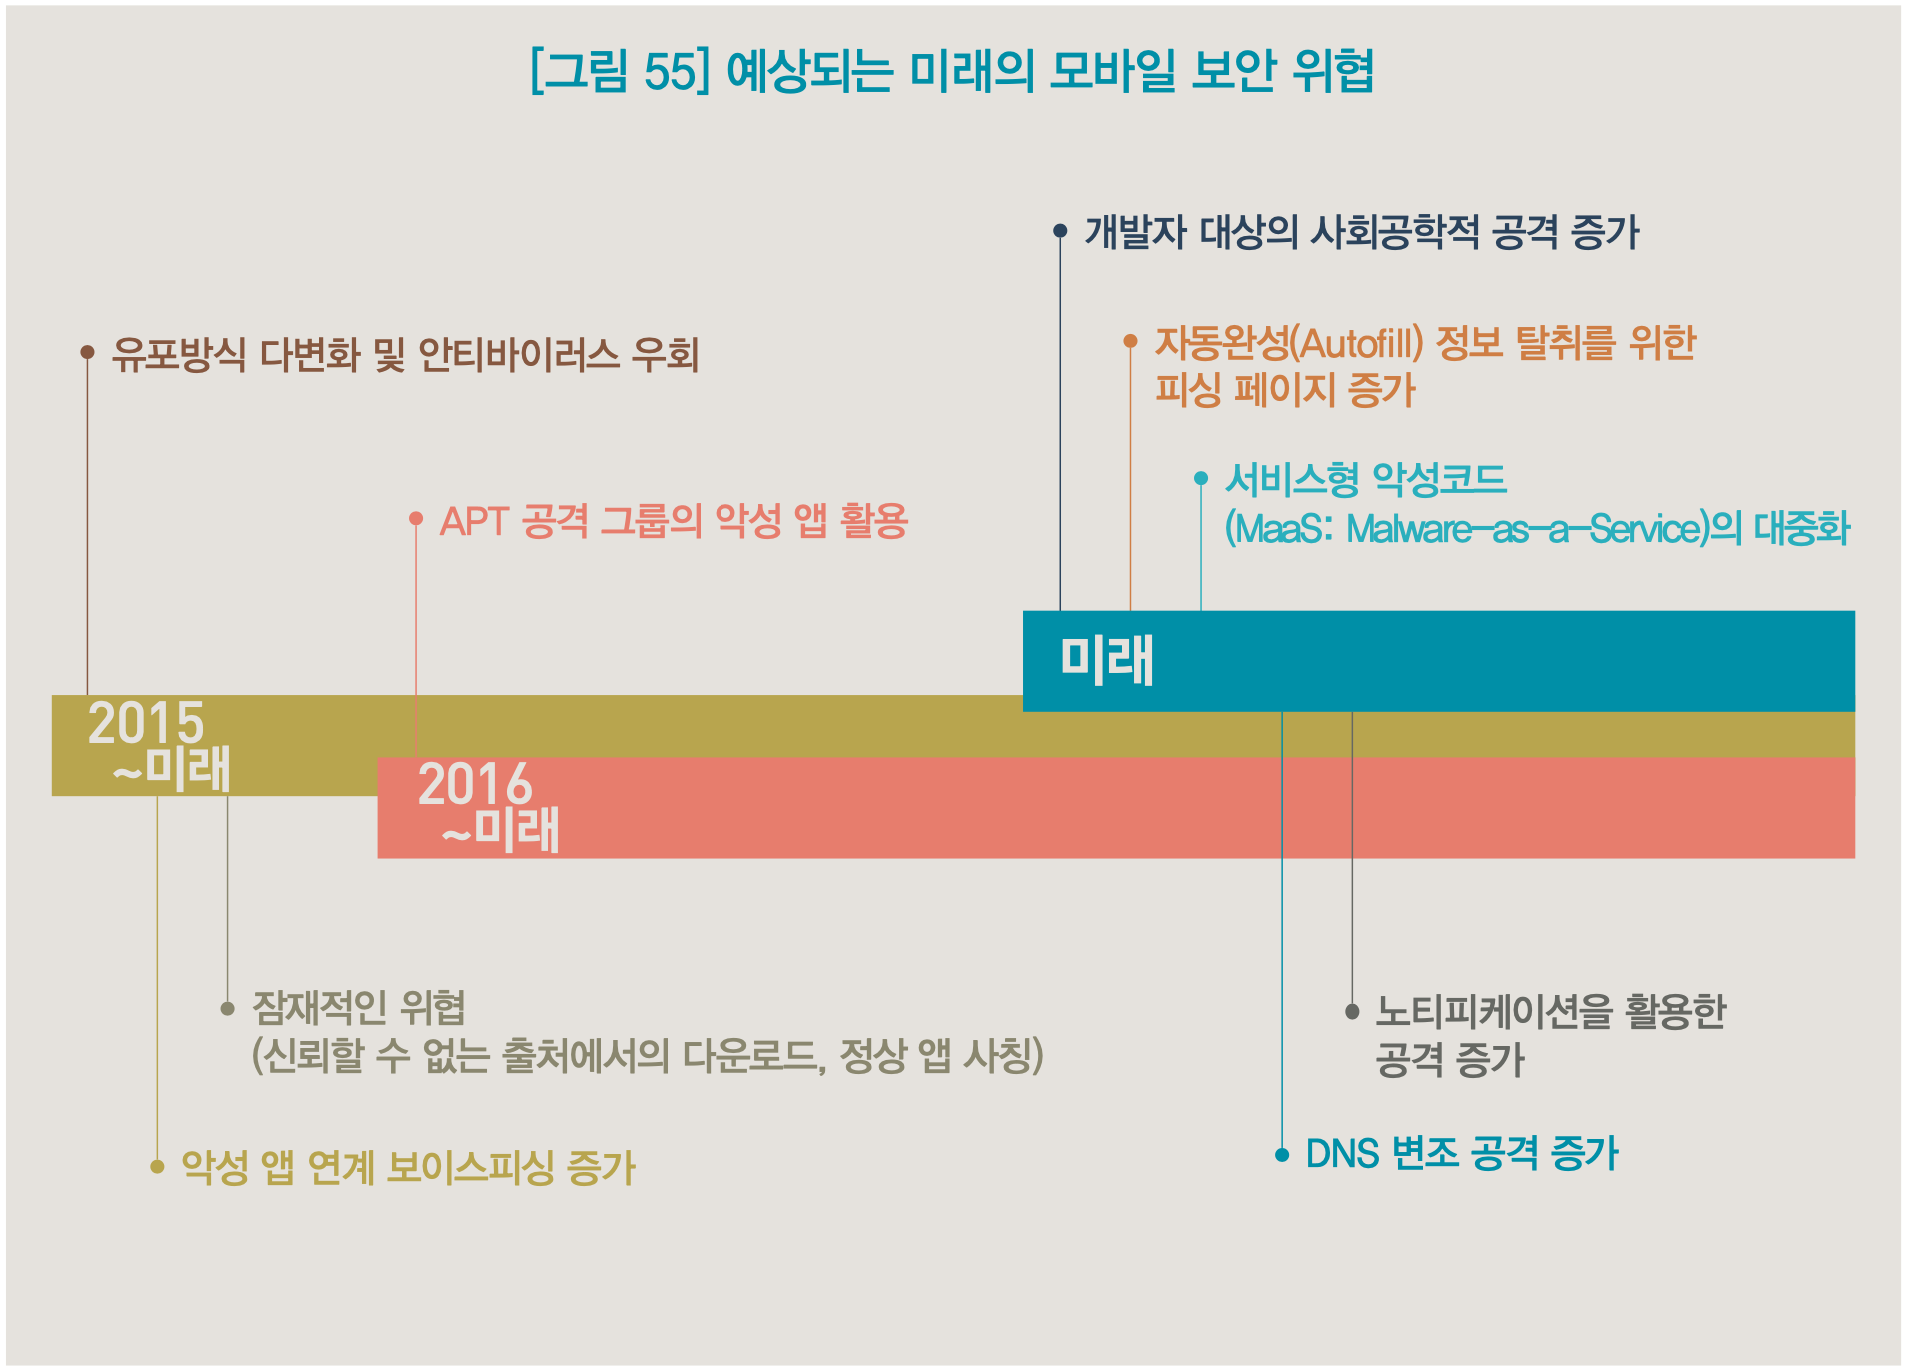 [그림 55] 예상되는 미래의 모바일 보안 위협
개발자 대상의 사회공학적 공격 증가
유포방식 다변화 및 안티바이러스 우회
자동완성(Autofill) 정보 탈취를 위한
피싱 페이지 증가
APT 공격 그룹의 악성 앱 활용
서비스형 악성코드
(MaaS: Malware-as-a-Service)의 대중화
미래
2015
~미래
2016
~미래
잠재적인 위협
(신뢰할 수 없는 출처에서의 다운로드, 정상 앱 사칭)
노티피케이션을 활용한
공격 증가
악성 앱 연계 보이스피싱 증가
DNS 변조 공격 증가